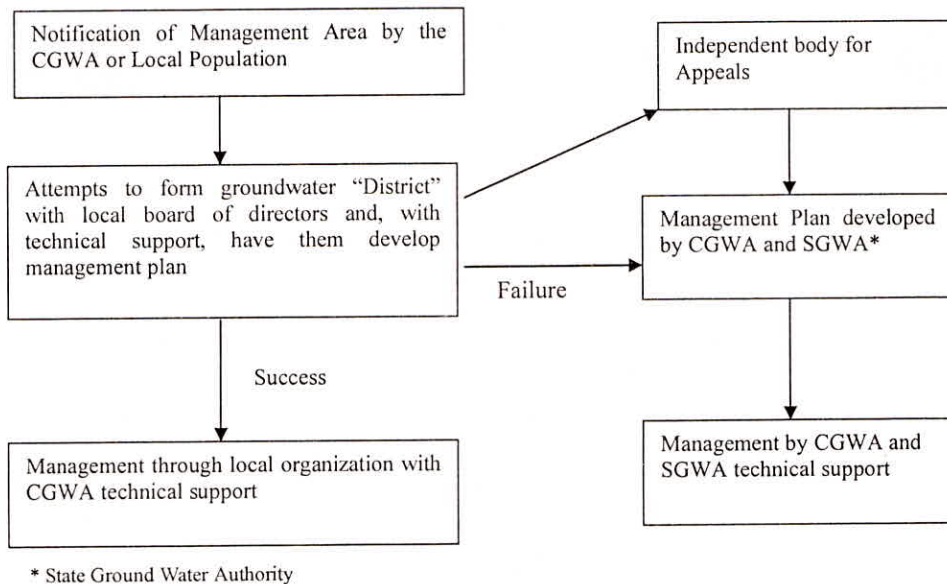 Notification of Management Area by the
CGWA or Local Population
Independent body for
Appeals
Attempts to form groundwater “District”
with local board of directors and, with
technical support, have them develop
management plan
Management Plan developed
by CGWA and SGWA*
Failure
Success
Management through local organization with
CGWA technical support
Management by CGWA and
SGWA technical support
* State Ground Water Authority